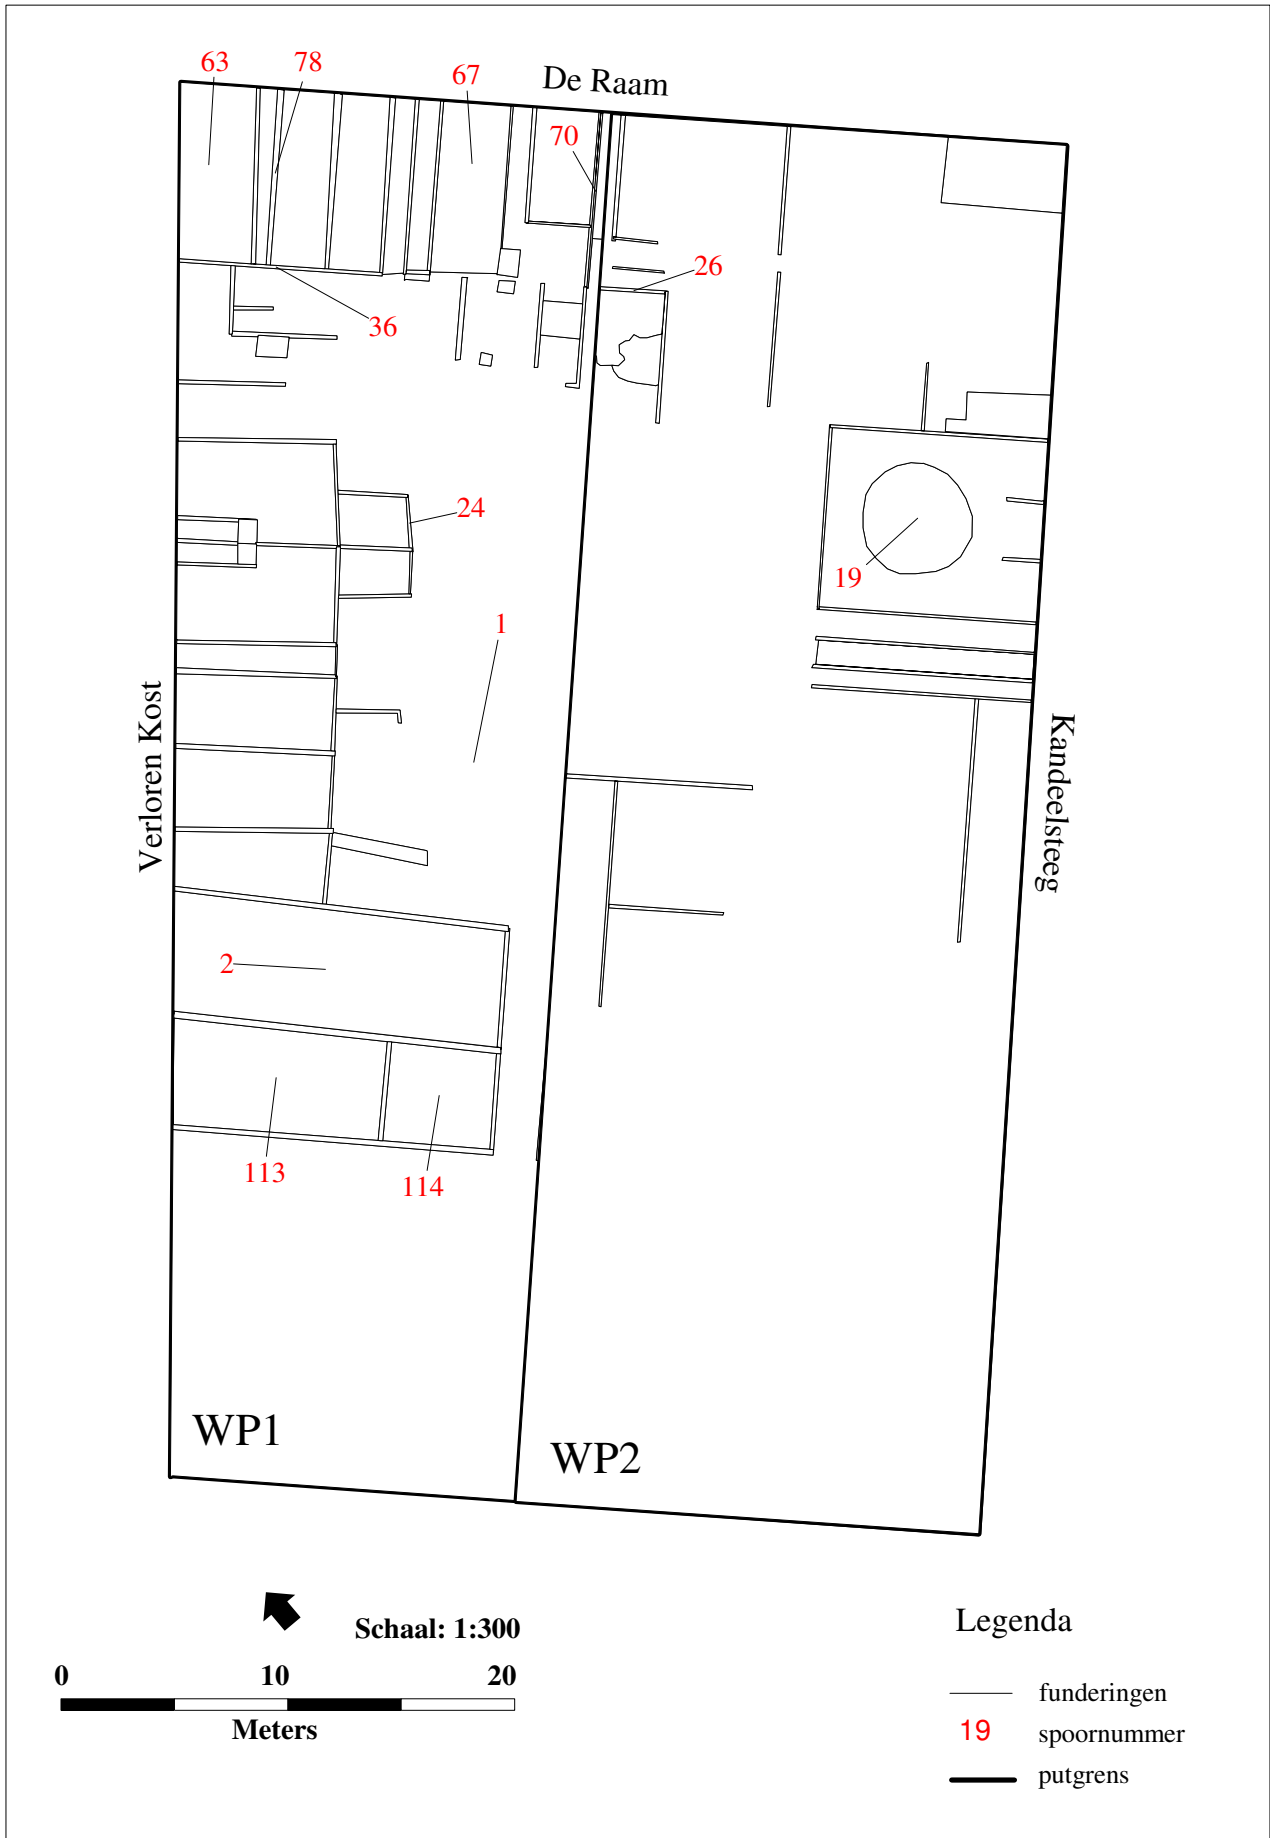 63
78
67
De Raam
70
26
36
24
19
1
Verloren Kost
Kandeelsteeg
2
113
114
WP1
WP2
Schaal: 1:300
0 10 20
Meters
Legenda
funderingen
19 spoornummer
putgrens